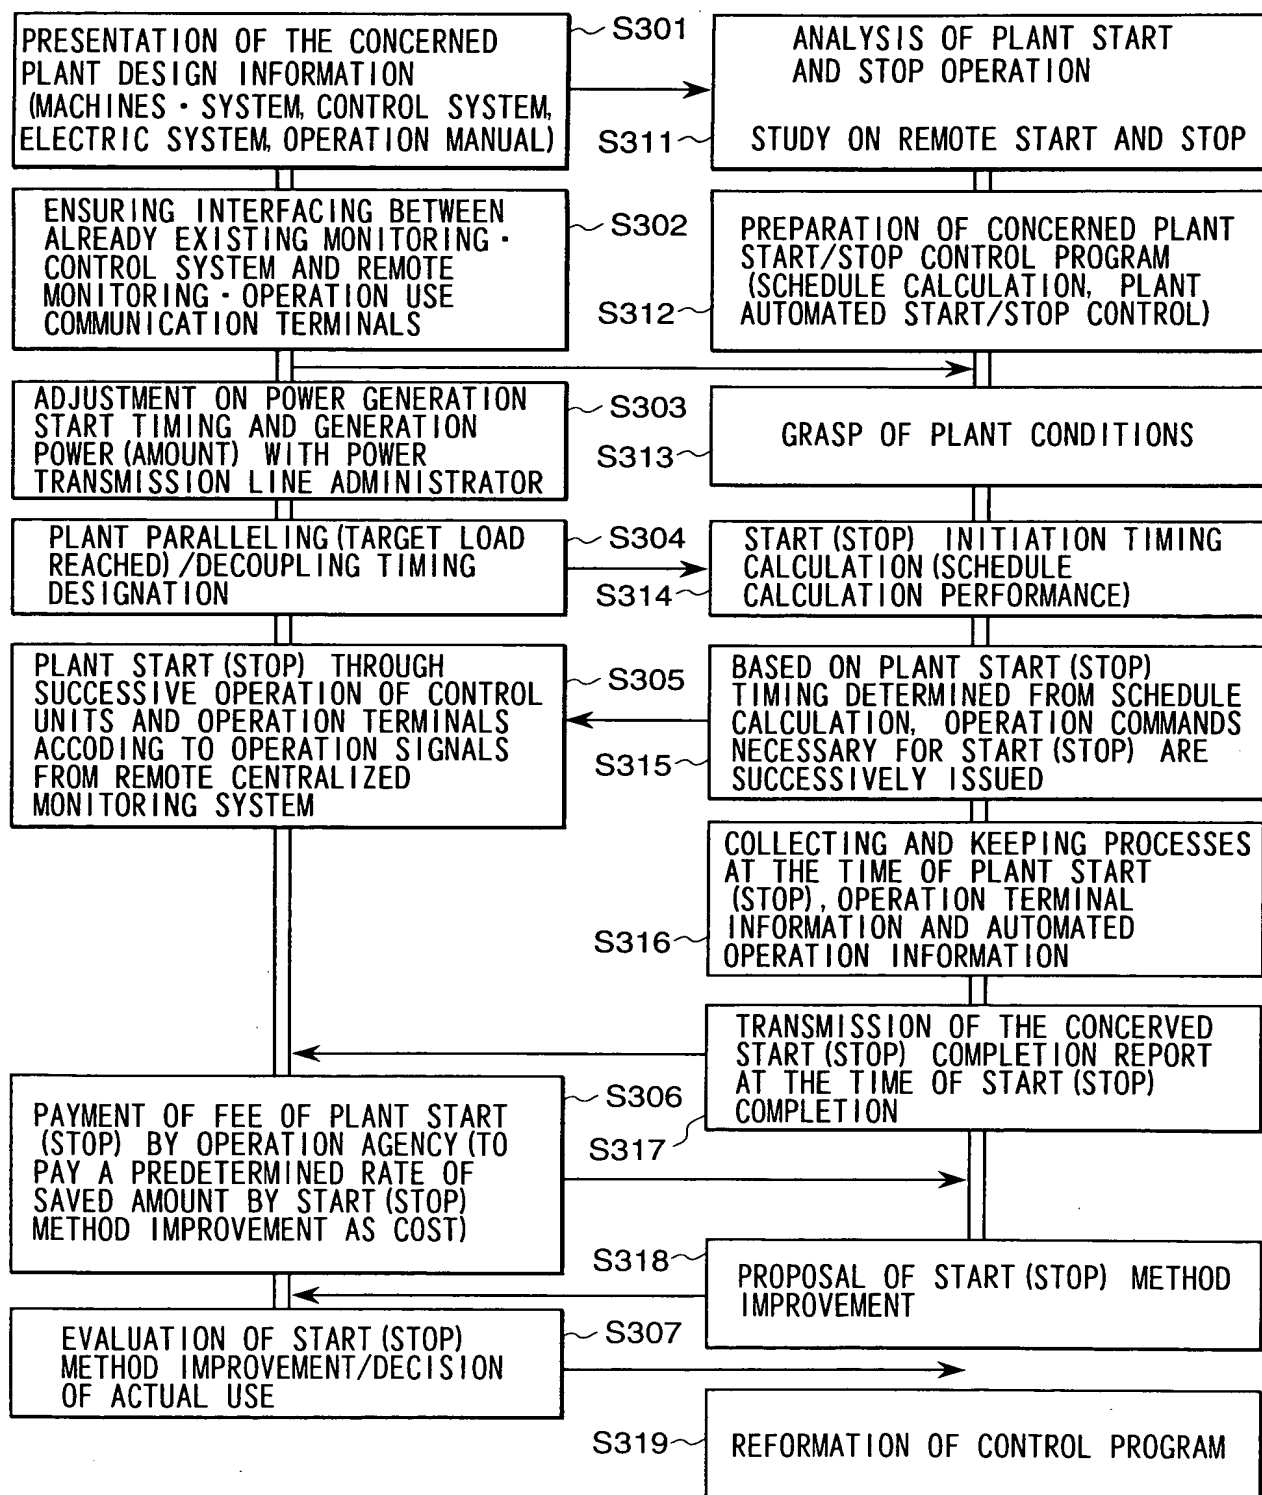 PRESENTATION OF THE CONCERNED
PLANT DESIGN INFORMATION
(MACHINES・SYSTEM, CONTROL SYSTEM,
ELECTRIC SYSTEM, OPERATION MANUAL)
S301
ANALYSIS OF PLANT START
AND STOP OPERATION
STUDY ON REMOTE START AND STOP
S311
ENSURING INTERFACING BETWEEN
ALREADY EXISTING MONITORING・
CONTROL SYSTEM AND REMOTE
MONITORING・OPERATION USE
COMMUNICATION TERMINALS
S302
PREPARATION OF CONCERNED PLANT
START/STOP CONTROL PROGRAM
(SCHEDULE CALCULATION, PLANT
AUTOMATED START/STOP CONTROL)
S312
ADJUSTMENT ON POWER GENERATION
START TIMING AND GENERATION
POWER (AMOUNT) WITH POWER
TRANSMISSION LINE ADMINISTRATOR
S303
GRASP OF PLANT CONDITIONS
S313
PLANT PARALLELING (TARGET LOAD
REACHED) /DECOUPLING TIMING
DESIGNATION
S304
START (STOP) INITIATION TIMING
CALCULATION (SCHEDULE
CALCULATION PERFORMANCE)
S314
PLANT START (STOP) THROUGH
SUCCESSIVE OPERATION OF CONTROL
UNITS AND OPERATION TERMINALS
ACCODING TO OPERATION SIGNALS
FROM REMOTE CENTRALIZED
MONITORING SYSTEM
S305
BASED ON PLANT START (STOP)
TIMING DETERMINED FROM SCHEDULE
CALCULATION, OPERATION COMMANDS
NECESSARY FOR START (STOP) ARE
SUCCESSIVELY ISSUED
S315
COLLECTING AND KEEPING PROCESSES
AT THE TIME OF PLANT START
(STOP), OPERATION TERMINAL
INFORMATION AND AUTOMATED
OPERATION INFORMATION
S316
TRANSMISSION OF THE CONCERVED
START (STOP) COMPLETION REPORT
AT THE TIME OF START (STOP)
COMPLETION
S317
PAYMENT OF FEE OF PLANT START
(STOP) BY OPERATION AGENCY (TO
PAY A PREDETERMINED RATE OF
SAVED AMOUNT BY START (STOP)
METHOD IMPROVEMENT AS COST)
S306
PROPOSAL OF START (STOP) METHOD
IMPROVEMENT
S318
EVALUATION OF START (STOP)
METHOD IMPROVEMENT/DECISION
OF ACTUAL USE
S307
REFORMATION OF CONTROL PROGRAM
S319